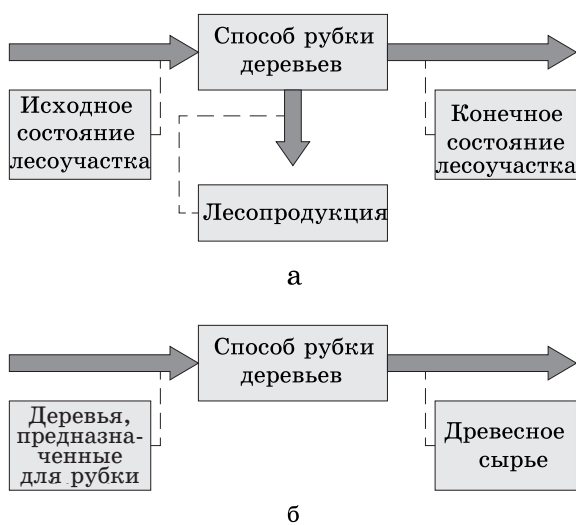 Способ рубки
деревьев
Исходное
состояние
лесоучастка
Конечное
состояние
лесоучастка
Лесопродукция
а
Способ рубки
деревьев
Деревья,
предназна-
ченные
для рубки
Древесное
сырье
б